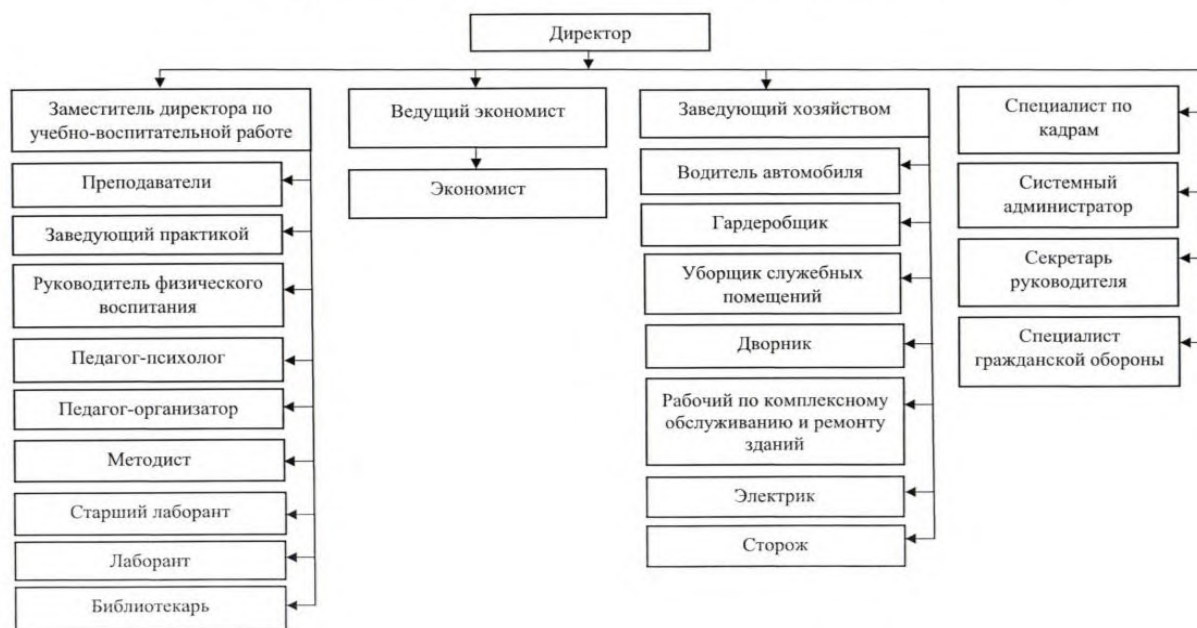 Директор
Заместитель директора по
учебно-воспитательной работе
Преподаватели
Заведующий практикой
Руководитель физического
воспитания
Педагог-психолог
Педагог-организатор
Методист
Старший лаборант
Лаборант
Библиотекарь
Ведущий экономист
Экономист
Заведующий хозяйством
Водитель автомобиля
Гардеробщик
Уборщик служебных
помещений
Дворник
Рабочий по комплексному
обслуживанию и ремонту
зданий
Электрик
Сторож
Специалист по
кадрам
Системный
администратор
Секретарь
руководителя
Специалист
гражданской обороны